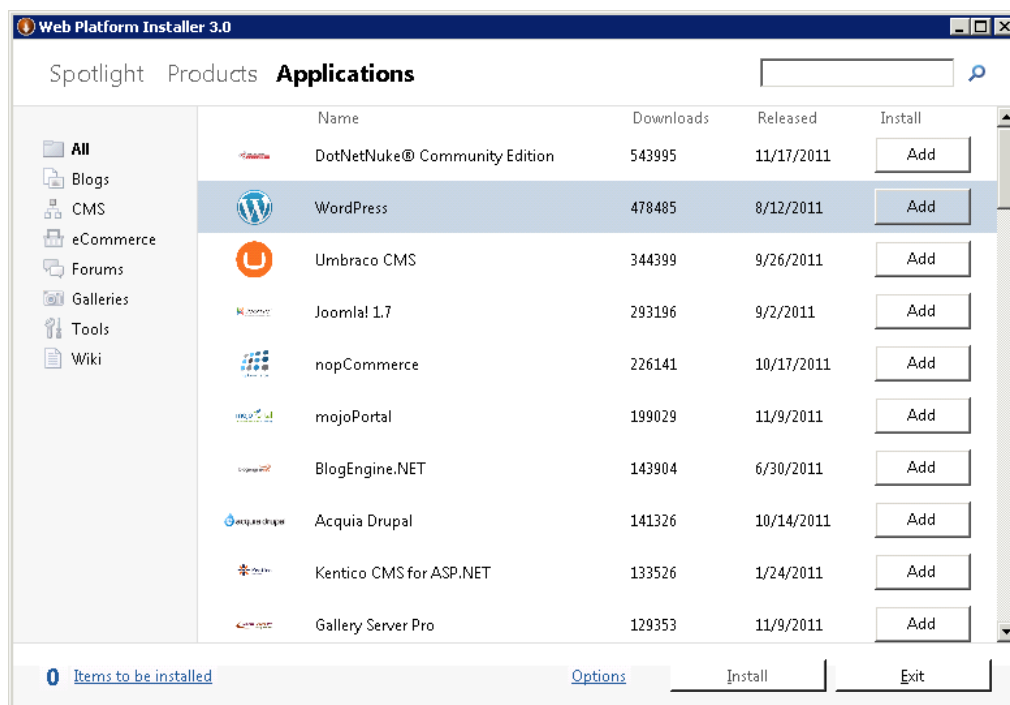 Web Platform Installer 3.0
Spotlight Products Applications
Name Downloads Released Install
All
Blogs
CMS
eCommerce
Forums
Galleries
Tools
Wiki
DotNetNuke® Community Edition 543995 11/17/2011 Add
WordPress 478485 8/12/2011 Add
Umbraco CMS 344399 9/26/2011 Add
Joomla! 1.7 293196 9/2/2011 Add
nopCommerce 226141 10/17/2011 Add
mojoPortal 199029 11/9/2011 Add
BlogEngine.NET 143904 6/30/2011 Add
acquia drupal Acquia Drupal 141326 10/14/2011 Add
Kentico CMS for ASP.NET 133526 1/24/2011 Add
Gallery Server Pro 129353 11/9/2011 Add
0 Items to be installed Options Install Exit